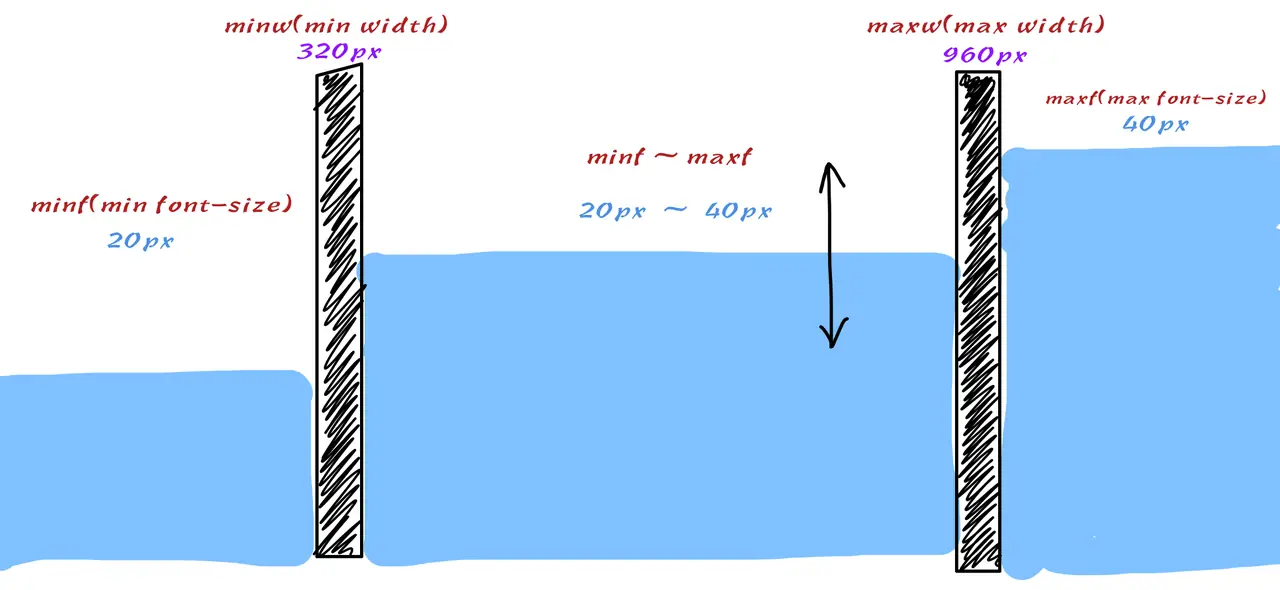 minw(min width)
320px
maxw(max width)
960px
maxf(max font-size)
40px
minf ~ maxf
20px ~ 40px
minf(min font-size)
20px